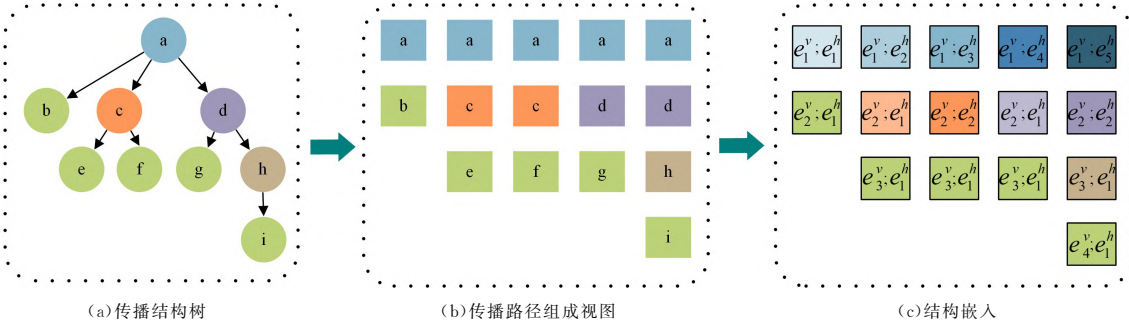 a
b c d
e f g h
i
a a a a a
b c c d d
e f g h
i
e₁ᵛ;e₁ʰ e₁ᵛ;e₂ʰ e₁ᵛ;e₃ʰ e₁ᵛ;e₄ʰ e₁ᵛ;e₅ʰ
e₂ᵛ;e₁ʰ e₂ᵛ;e₁ʰ e₂ᵛ;e₂ʰ e₂ᵛ;e₁ʰ e₂ᵛ;e₂ʰ
e₃ᵛ;e₁ʰ e₃ᵛ;e₁ʰ e₃ᵛ;e₁ʰ e₃ᵛ;e₁ʰ
e₄ᵛ;e₁ʰ
(a)传播结构树
(b)传播路径组成视图
(c)结构嵌入